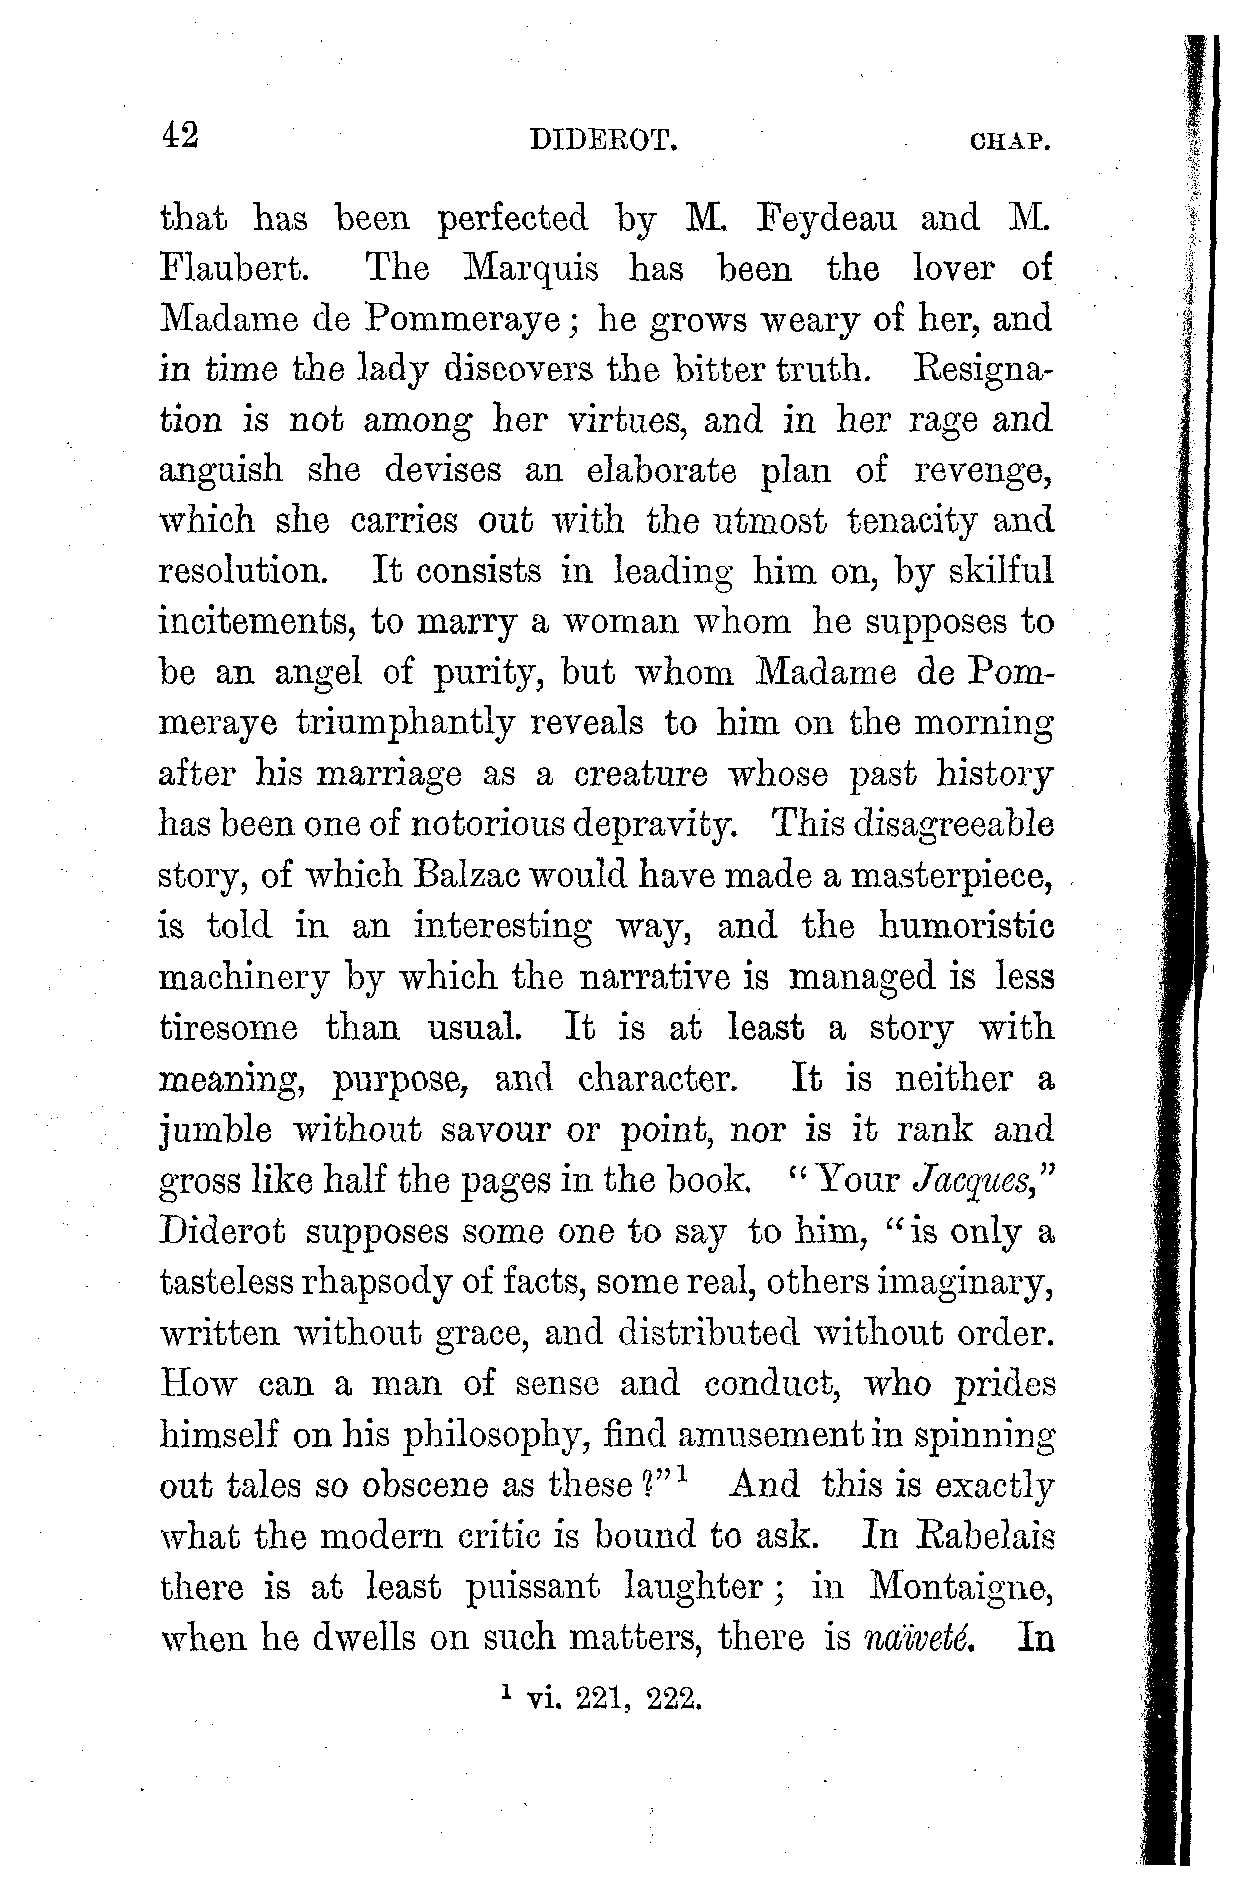 42 DIDEROT. CHAP.
that has been perfected by M. Feydeau and M.
Flaubert. The Marquis has been the lover of
Madame de Pommeraye; he grows weary of her, and
in time the lady discovers the bitter truth. Resigna-
tion is not among her virtues, and in her rage and
anguish she devises an elaborate plan of revenge,
which she carries out with the utmost tenacity and
resolution. It consists in leading him on, by skilful
incitements, to marry a woman whom he supposes to
be an angel of purity, but whom Madame de Pom-
meraye triumphantly reveals to him on the morning
after his marriage as a creature whose past history
has been one of notorious depravity. This disagreeable
story, of which Balzac would have made a masterpiece,
is told in an interesting way, and the humoristic
machinery by which the narrative is managed is less
tiresome than usual. It is at least a story with
meaning, purpose, and character. It is neither a
jumble without savour or point, nor is it rank and
gross like half the pages in the book. "Your Jacques,"
Diderot supposes some one to say to him, "is only a
tasteless rhapsody of facts, some real, others imaginary,
written without grace, and distributed without order.
How can a man of sense and conduct, who prides
himself on his philosophy, find amusement in spinning
out tales so obscene as these?"¹ And this is exactly
what the modern critic is bound to ask. In Rabelais
there is at least puissant laughter; in Montaigne,
when he dwells on such matters, there is naïveté. In
¹ vi. 221, 222.